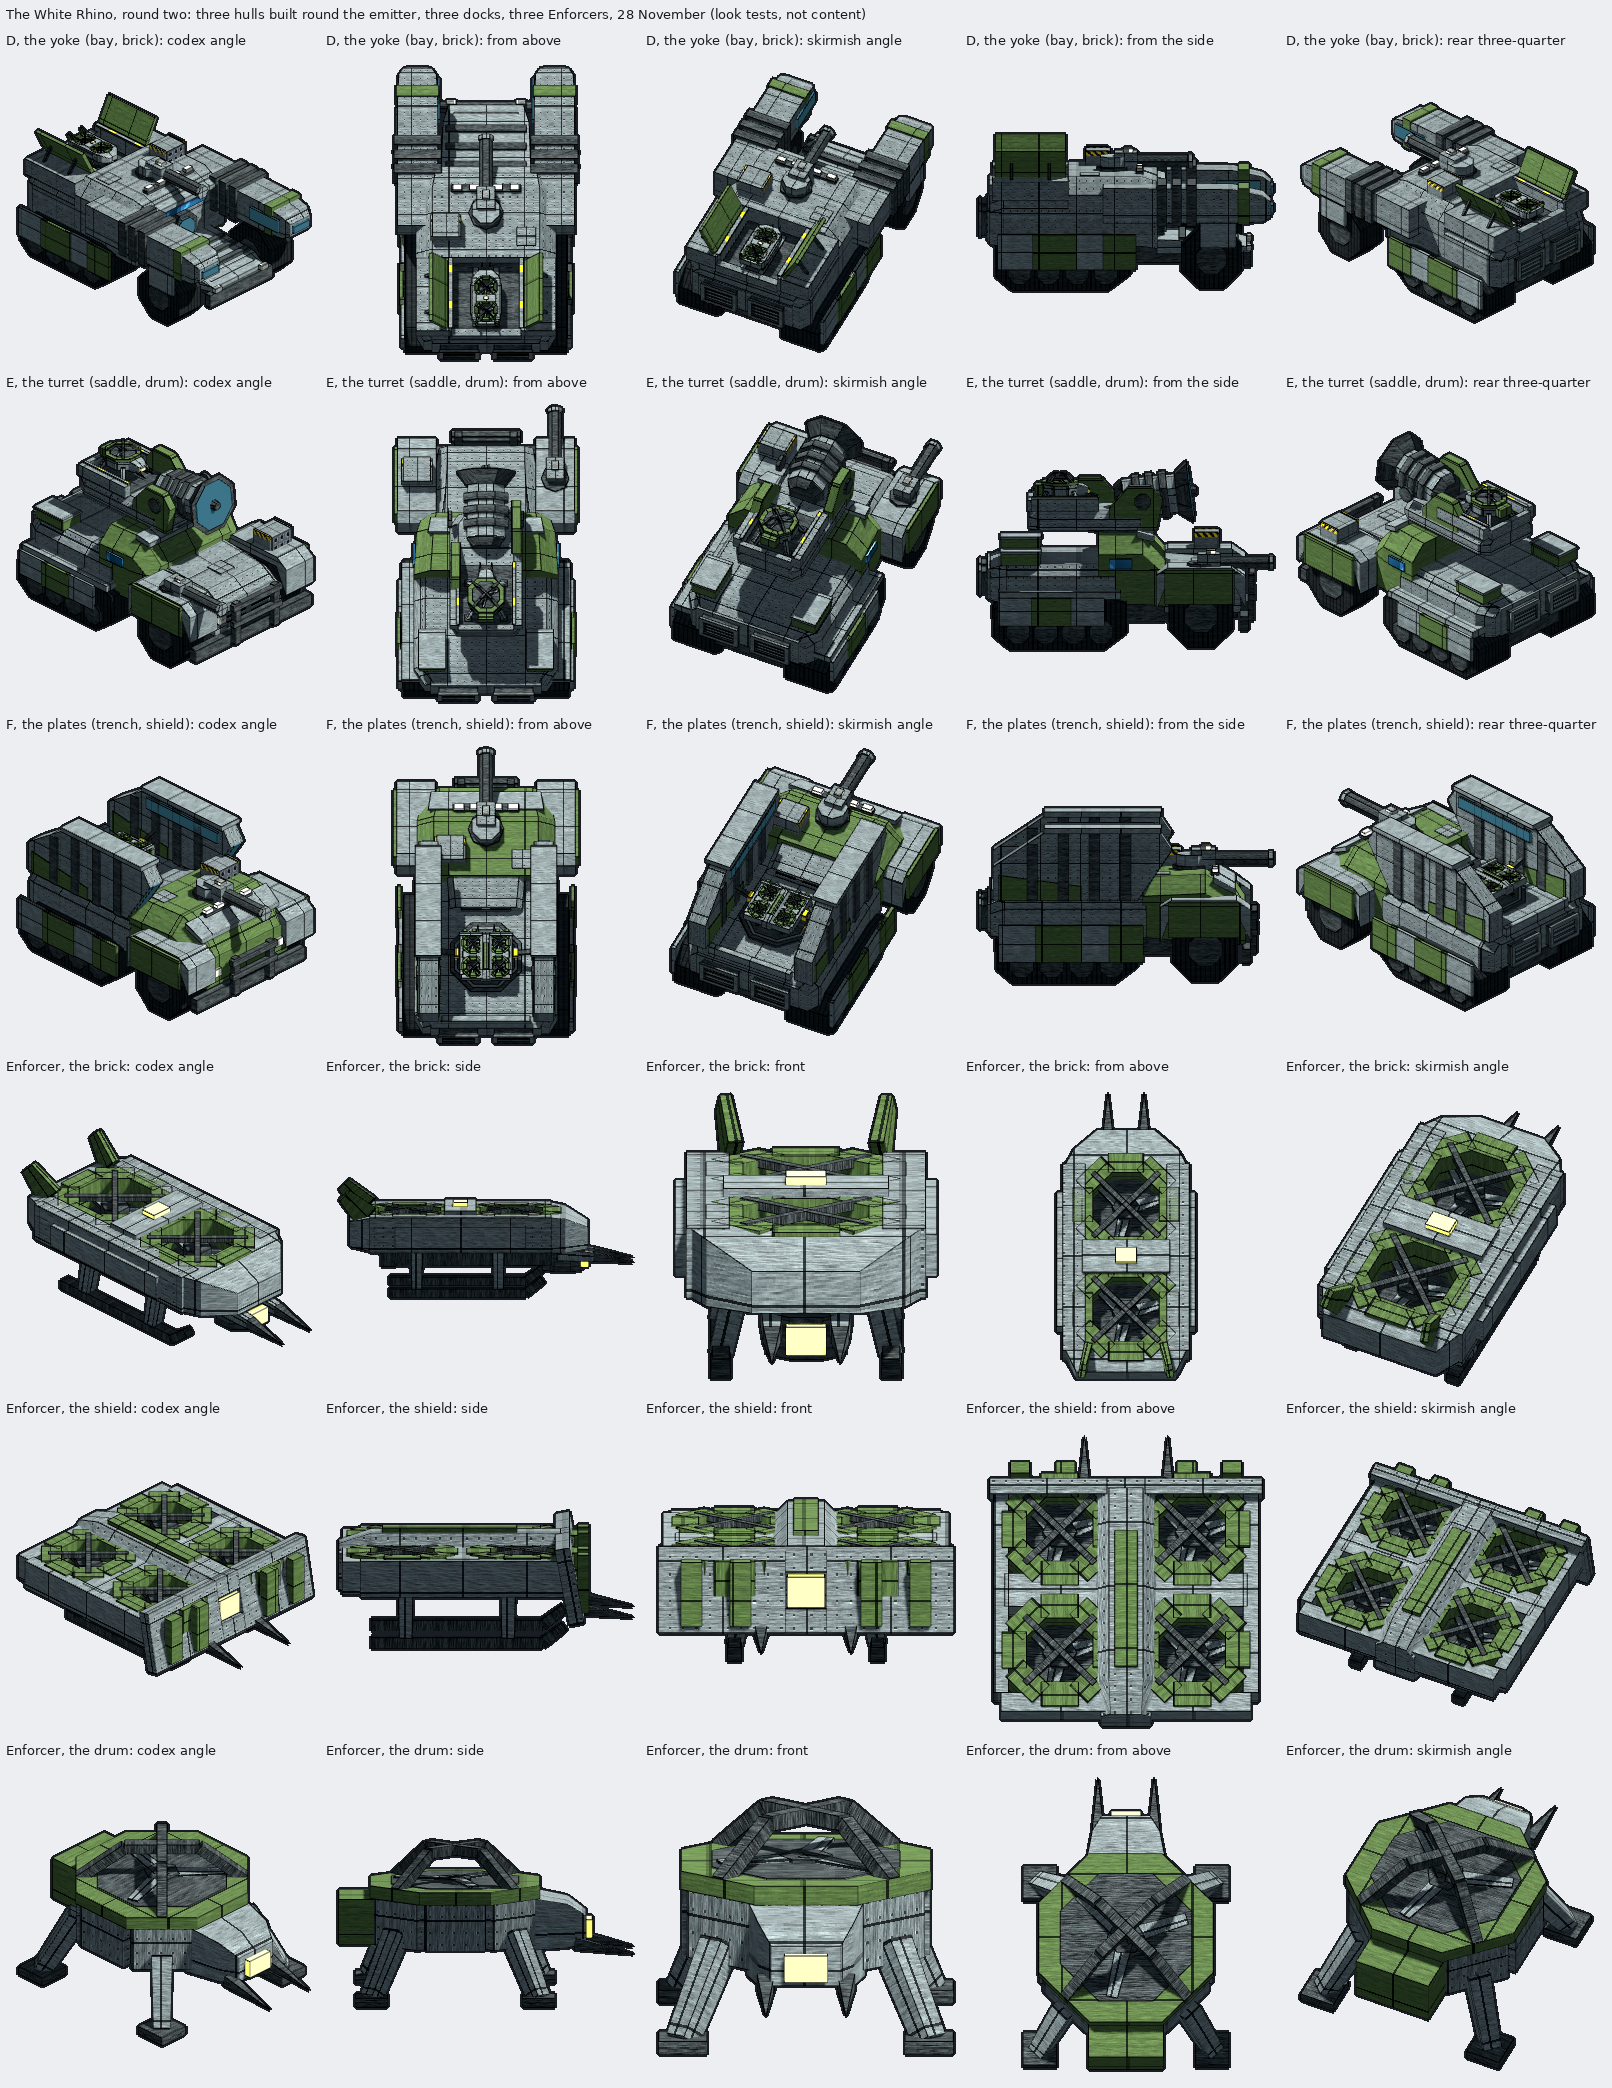 The White Rhino, round two: three hulls built round the emitter, three docks, three Enforcers, 28 November (look tests, not content)
D, the yoke (bay, brick): codex angle
D, the yoke (bay, brick): from above
D, the yoke (bay, brick): skirmish angle
D, the yoke (bay, brick): from the side
D, the yoke (bay, brick): rear three-quarter
E, the turret (saddle, drum): codex angle
E, the turret (saddle, drum): from above
E, the turret (saddle, drum): skirmish angle
E, the turret (saddle, drum): from the side
E, the turret (saddle, drum): rear three-quarter
F, the plates (trench, shield): codex angle
F, the plates (trench, shield): from above
F, the plates (trench, shield): skirmish angle
F, the plates (trench, shield): from the side
F, the plates (trench, shield): rear three-quarter
Enforcer, the brick: codex angle
Enforcer, the brick: side
Enforcer, the brick: front
Enforcer, the brick: from above
Enforcer, the brick: skirmish angle
Enforcer, the shield: codex angle
Enforcer, the shield: side
Enforcer, the shield: front
Enforcer, the shield: from above
Enforcer, the shield: skirmish angle
Enforcer, the drum: codex angle
Enforcer, the drum: side
Enforcer, the drum: front
Enforcer, the drum: from above
Enforcer, the drum: skirmish angle